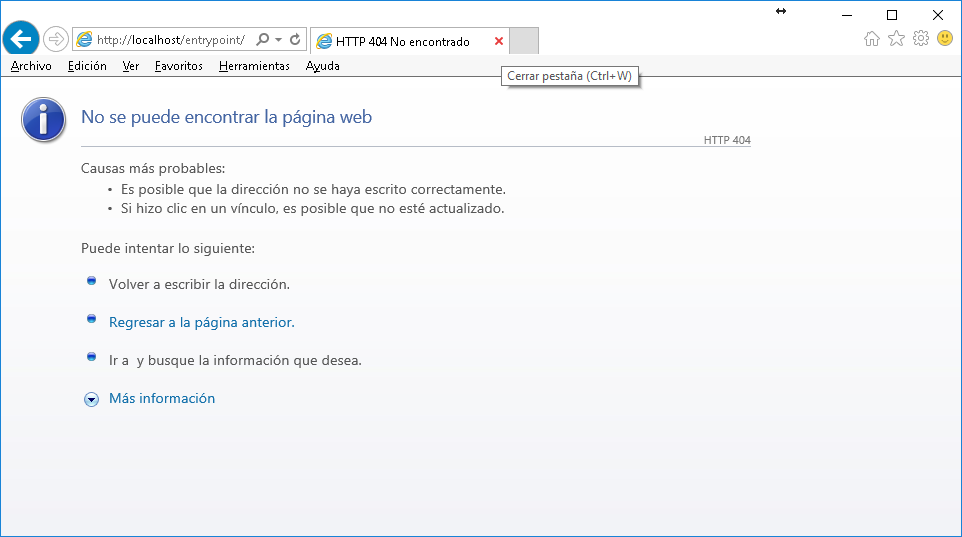 http://localhost/entrypoint/
HTTP 404 No encontrado
Archivo Edición Ver Favoritos Herramientas Ayuda
Cerrar pestaña (Ctrl+W)
No se puede encontrar la página web
HTTP 404
Causas más probables:
• Es posible que la dirección no se haya escrito correctamente.
• Si hizo clic en un vínculo, es posible que no esté actualizado.
Puede intentar lo siguiente:
Volver a escribir la dirección.
Regresar a la página anterior.
Ir a  y busque la información que desea.
Más información